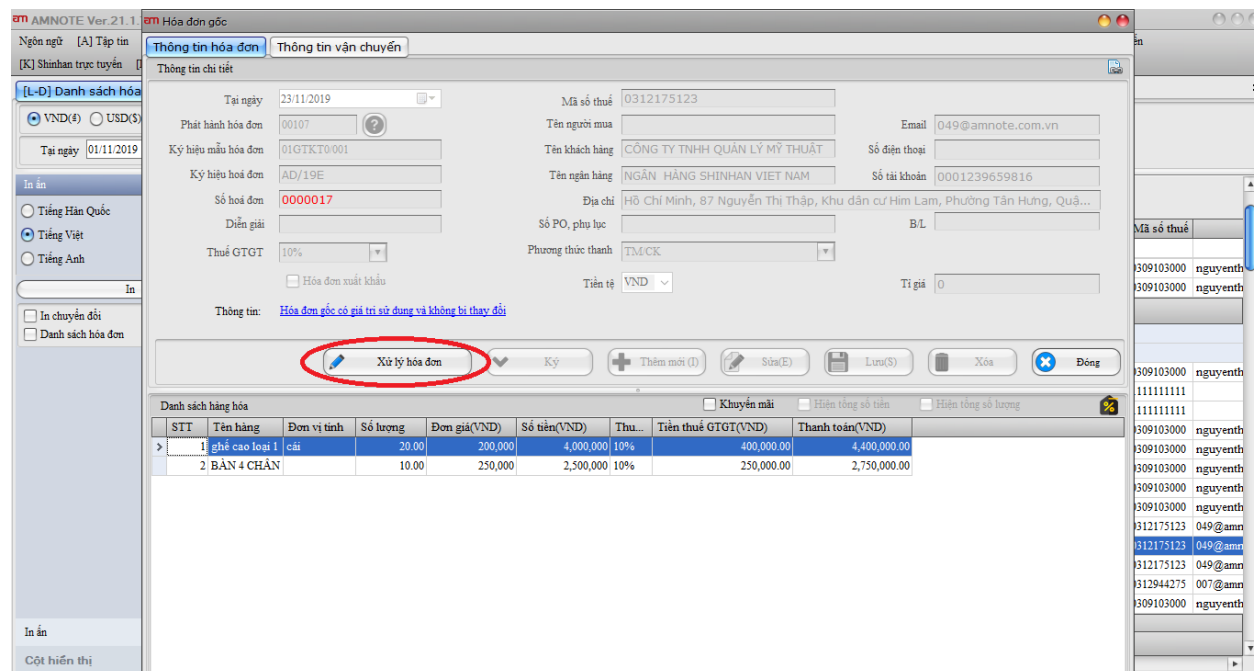 am AMNOTE Ver.21.1.
am Hóa đơn gốc
Ngôn ngữ [A] Tập tin
[K] Shinhan trực tuyến
Thông tin hóa đơn Thông tin vận chuyển
Thông tin chi tiết
[L-D] Danh sách hóa
VND(₫) USD($)
Tại ngày 01/11/2019
In ấn
Tiếng Hàn Quốc
Tiếng Việt
Tiếng Anh
In
In chuyển đổi
Danh sách hóa đơn
In ấn
Cột hiển thị
Tại ngày 23/11/2019 Mã số thuế 0312175123
Phát hành hóa đơn 00107 ? Tên người mua Email 049@amnote.com.vn
Ký hiệu mẫu hóa đơn 01GTKT0/001 Tên khách hàng CÔNG TY TNHH QUẢN LÝ MỸ THUẬT Số điện thoại
Ký hiệu hoá đơn AD/19E Tên ngân hàng NGÂN HÀNG SHINHAN VIET NAM Số tài khoản 0001239659816
Số hoá đơn 0000017 Địa chỉ Hồ Chí Minh, 87 Nguyễn Thị Thập, Khu dân cư Him Lam, Phường Tân Hưng, Quậ...
Diễn giải Số PO, phụ lục B/L
Thuế GTGT 10% Phương thức thanh TM/CK
Hóa đơn xuất khẩu Tiền tệ VND Tỉ giá 0
Thông tin: Hóa đơn gốc có giá trị sử dụng và không bị thay đổi
Xử lý hóa đơn Ký Thêm mới (I) Sửa(E) Lưu(S) Xóa Đóng
Danh sách hàng hóa Khuyến mãi Hiện tổng số tiền Hiện tổng số lượng
STT Tên hàng Đơn vị tính Số lượng Đơn giá(VND) Số tiền(VND) Thu... Tiền thuế GTGT(VND) Thanh toán(VND)
1 ghế cao loại 1 cái 20.00 200,000 4,000,000 10% 400,000.00 4,400,000.00
2 BÀN 4 CHÂN 10.00 250,000 2,500,000 10% 250,000.00 2,750,000.00
Mã số thuế
0309103000 nguyenth
0309103000 nguyenth
0309103000 nguyenth
.111111111
.111111111
0309103000 nguyenth
0309103000 nguyenth
0309103000 nguyenth
0309103000 nguyenth
0309103000 nguyenth
0312175123 049@amn
0312175123 049@amn
0312175123 049@amn
0312944275 007@amn
0309103000 nguyenth